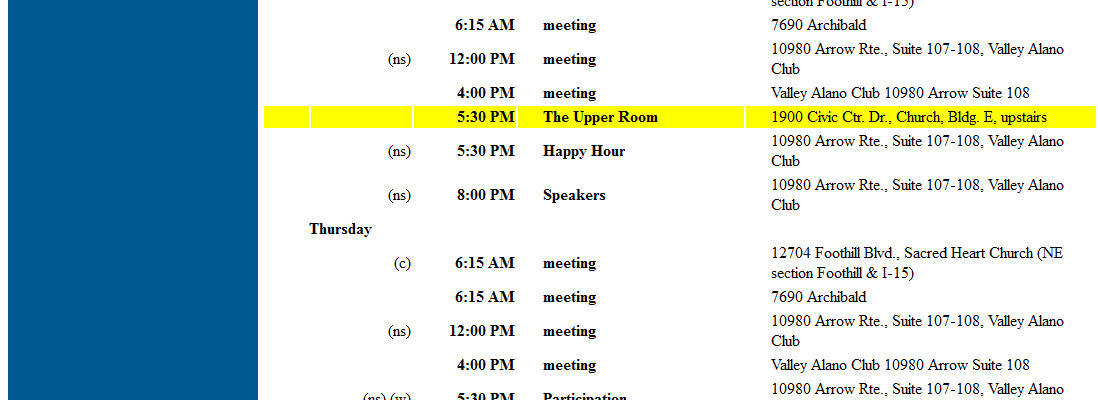 section Foothill & I-15)
6:15 AM meeting 7690 Archibald
(ns) 12:00 PM meeting 10980 Arrow Rte., Suite 107-108, Valley Alano
Club
4:00 PM meeting Valley Alano Club 10980 Arrow Suite 108
5:30 PM The Upper Room 1900 Civic Ctr. Dr., Church, Bldg. E, upstairs
(ns) 5:30 PM Happy Hour 10980 Arrow Rte., Suite 107-108, Valley Alano
Club
(ns) 8:00 PM Speakers 10980 Arrow Rte., Suite 107-108, Valley Alano
Club
Thursday
(c) 6:15 AM meeting 12704 Foothill Blvd., Sacred Heart Church (NE
section Foothill & I-15)
6:15 AM meeting 7690 Archibald
(ns) 12:00 PM meeting 10980 Arrow Rte., Suite 107-108, Valley Alano
Club
4:00 PM meeting Valley Alano Club 10980 Arrow Suite 108
(ns) (w) 5:30 PM Participation 10980 Arrow Rte., Suite 107-108, Valley Alano